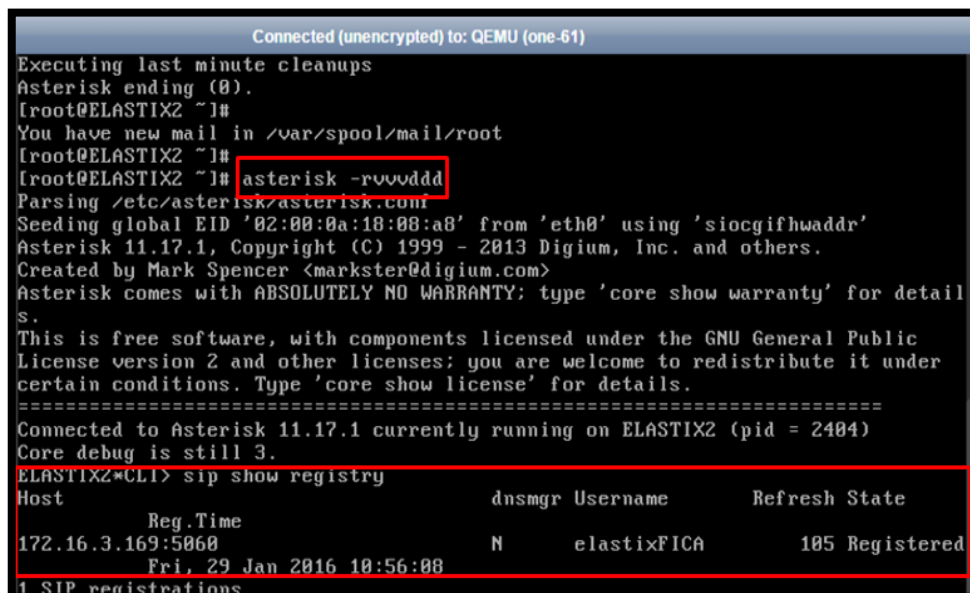 Connected (unencrypted) to: QEMU (one-61)
Executing last minute cleanups
Asterisk ending (0).
[root@ELASTIX2 ~]#
You have new mail in /var/spool/mail/root
[root@ELASTIX2 ~]#
[root@ELASTIX2 ~]# asterisk -rvvvddd
Parsing /etc/asterisk/asterisk.conf
Seeding global EID '02:00:0a:18:08:a8' from 'eth0' using 'siocgifhwaddr'
Asterisk 11.17.1, Copyright (C) 1999 - 2013 Digium, Inc. and others.
Created by Mark Spencer <markster@digium.com>
Asterisk comes with ABSOLUTELY NO WARRANTY; type 'core show warranty' for detail
s.
This is free software, with components licensed under the GNU General Public
License version 2 and other licenses; you are welcome to redistribute it under
certain conditions. Type 'core show license' for details.
=========================================================================
Connected to Asterisk 11.17.1 currently running on ELASTIX2 (pid = 2404)
Core debug is still 3.
ELASTIX2*CLI> sip show registry
Host dnsmgr Username Refresh State
Reg.Time
172.16.3.169:5060 N elastixFICA 105 Registered
Fri, 29 Jan 2016 10:56:08
1 SIP registrations